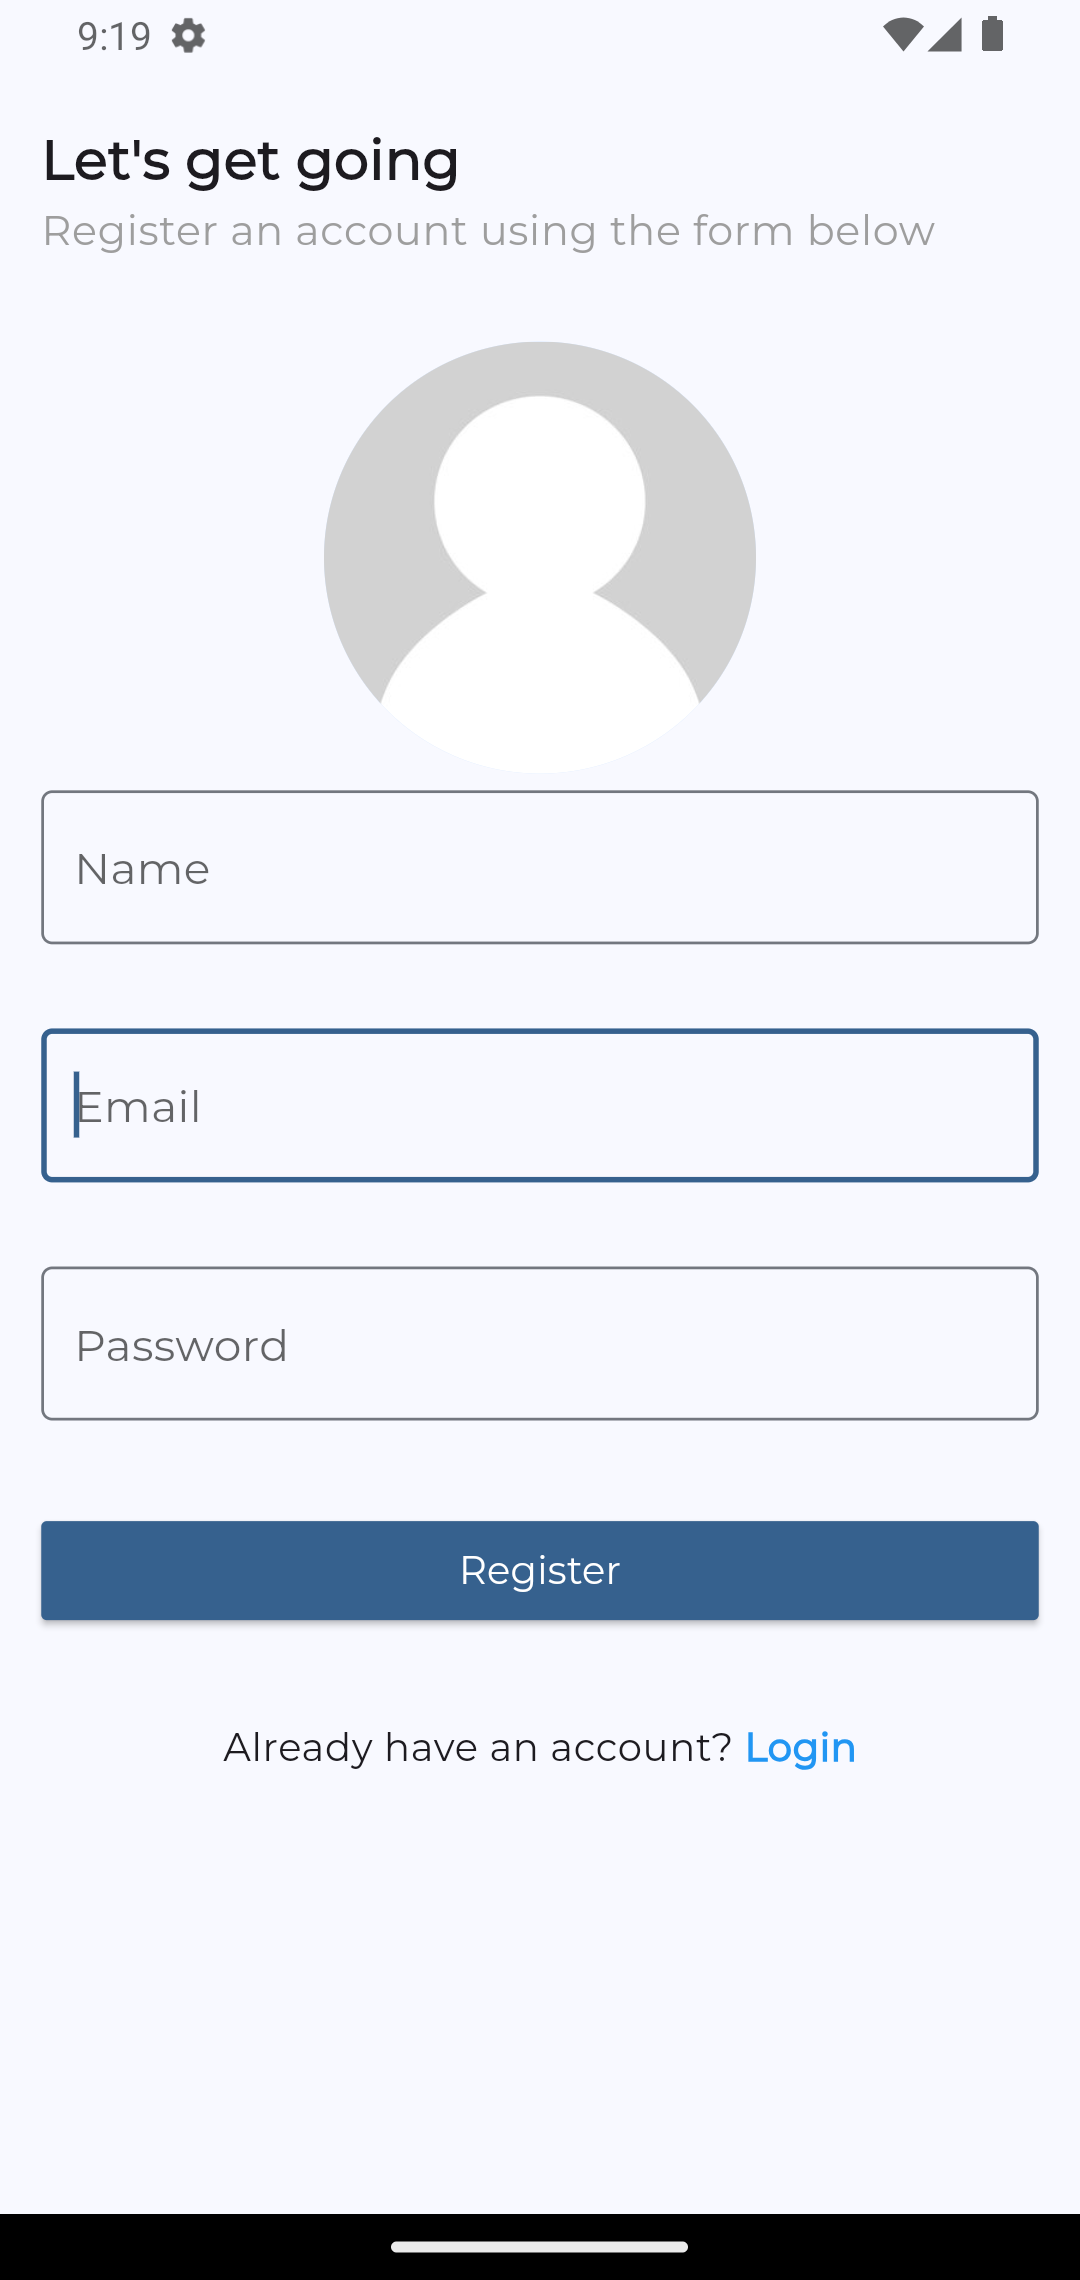 9:19
Let's get going
Register an account using the form below
Name
Email
Password
Register
Already have an account? Login